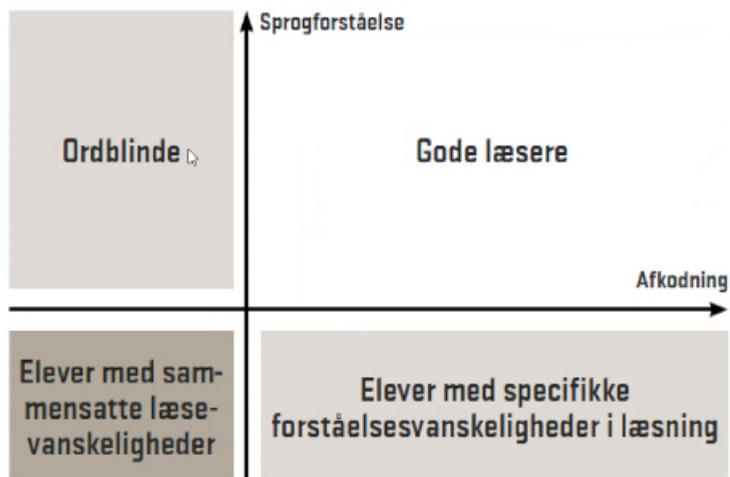 Sprogforståelse
Ordblinde
Gode læsere
Afkodning
Elever med sam-
mensatte læse-
vanskeligheder
Elever med specifikke
forståelsesvanskeligheder i læsning